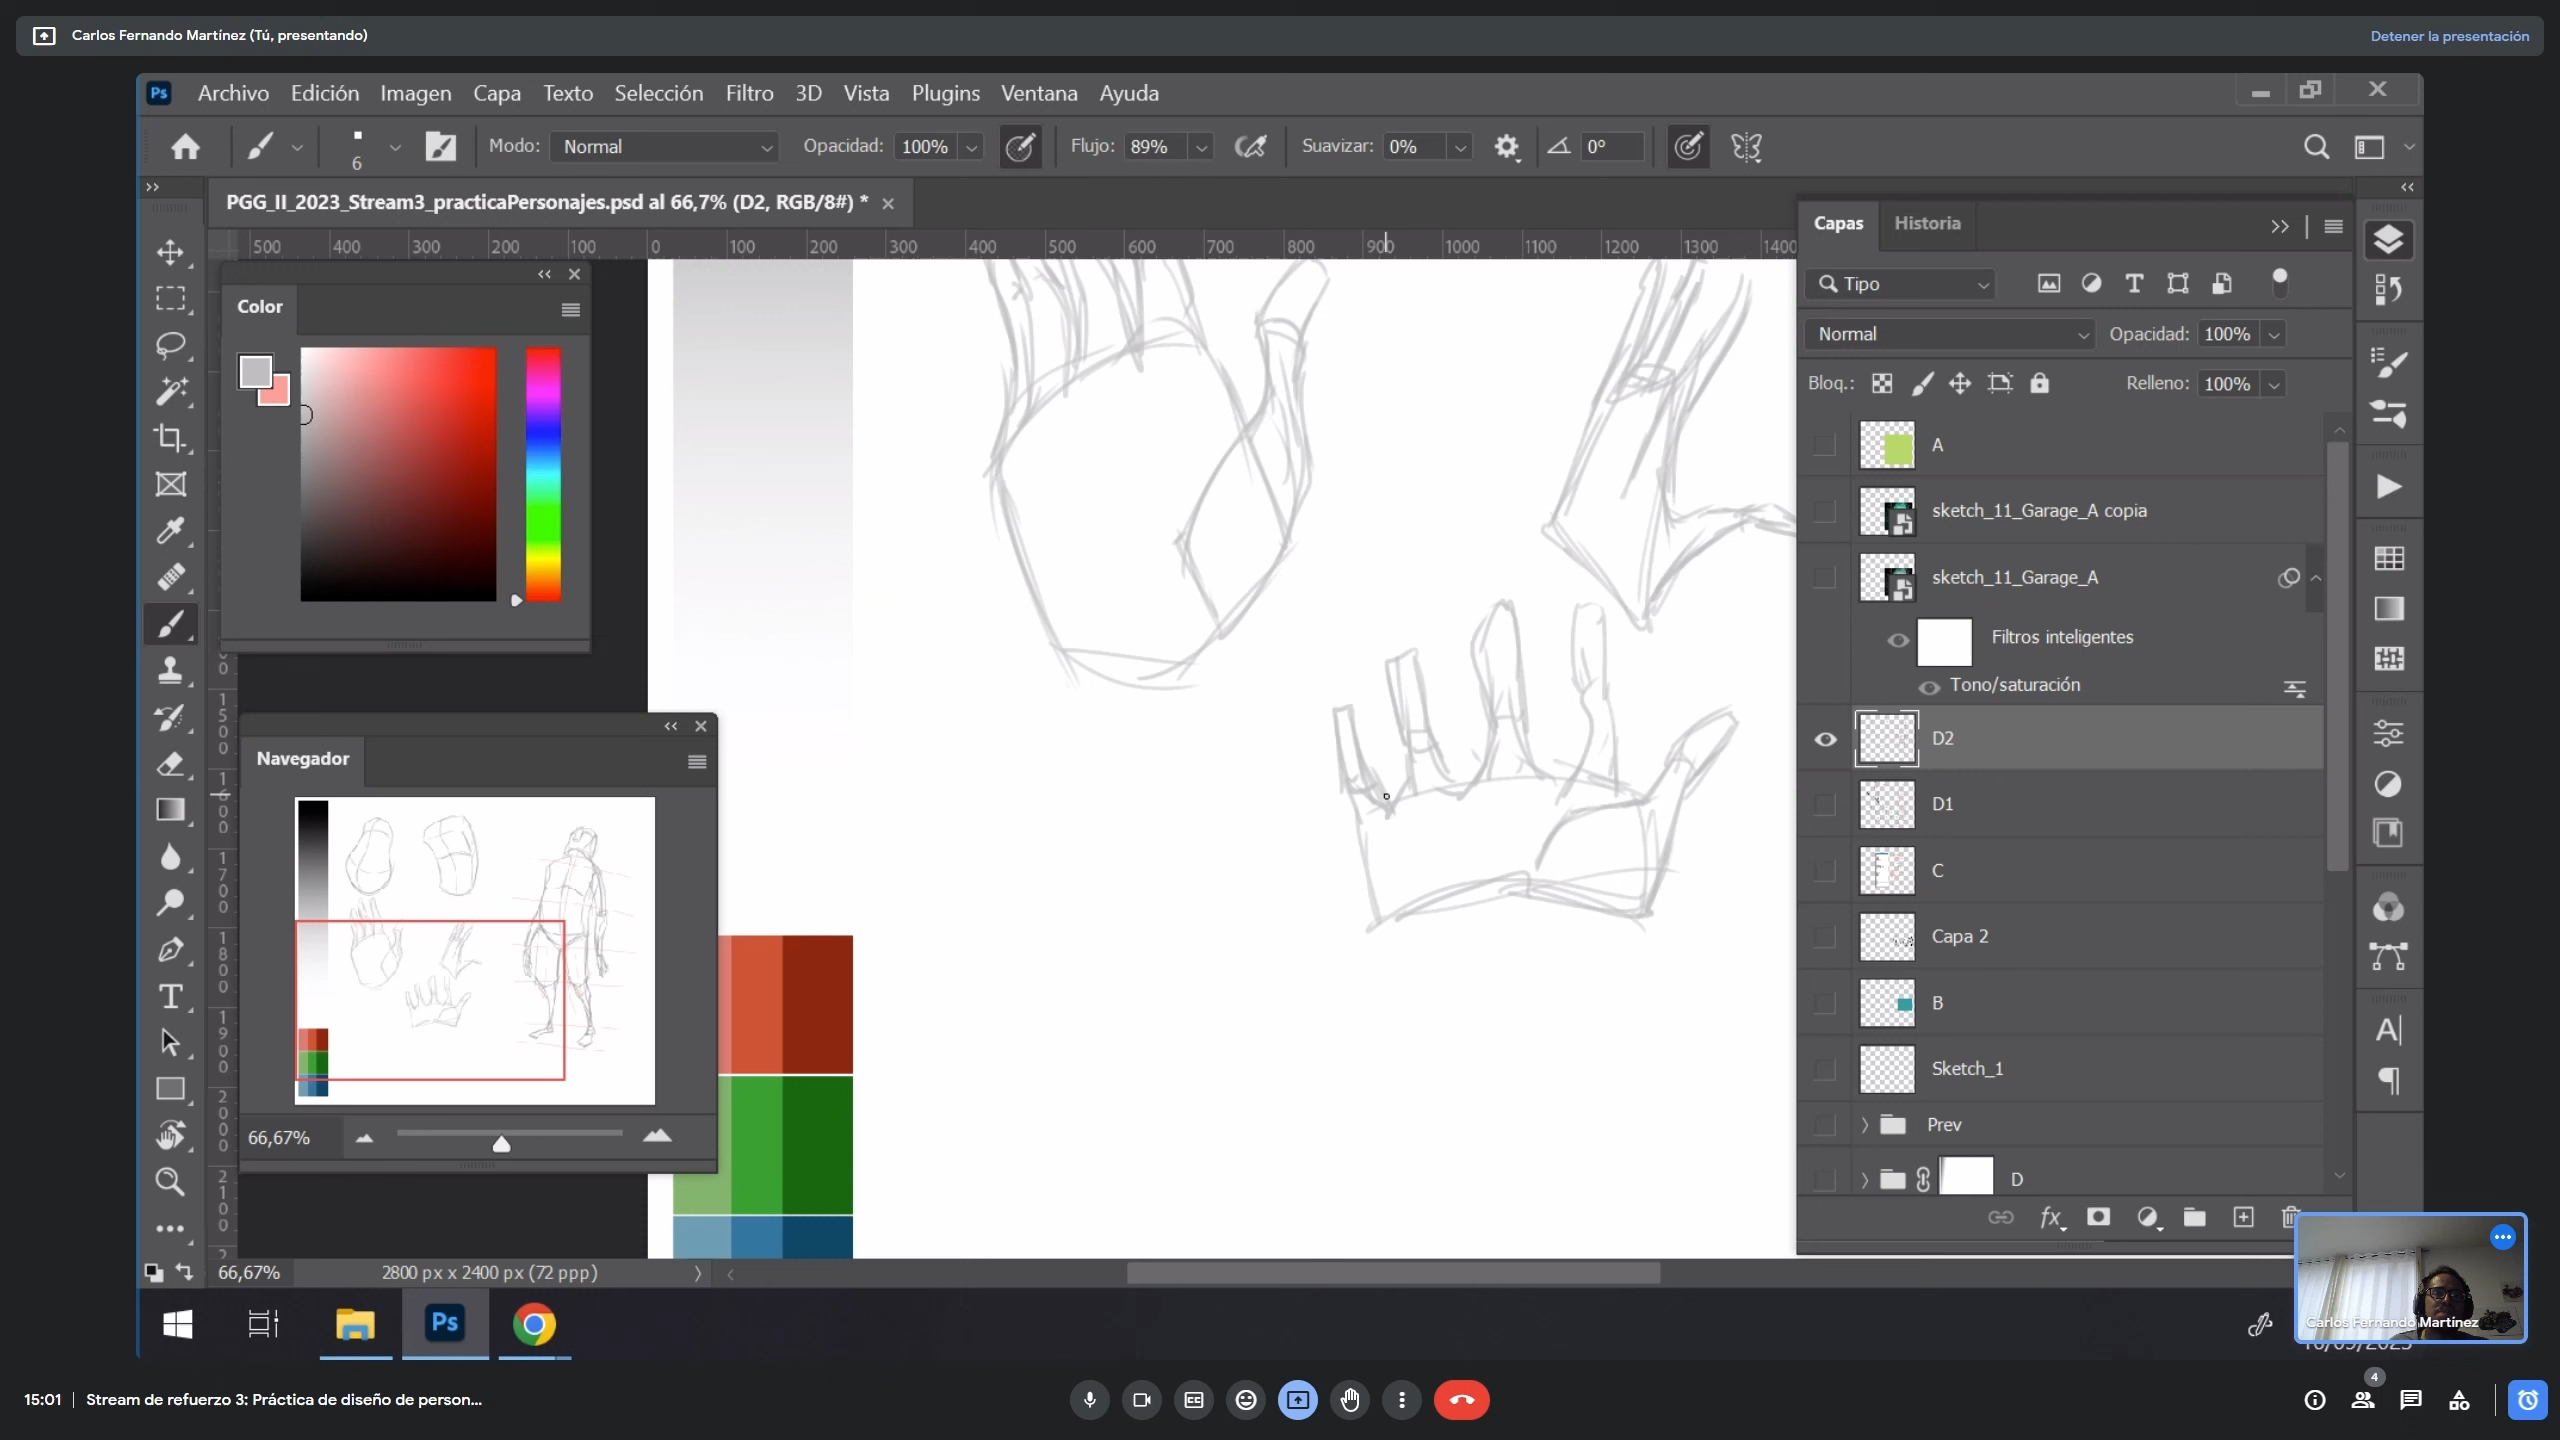 Carlos Fernando Martínez (Tú, presentando)
Detener la presentación
Ps Archivo Edición Imagen Capa Texto Selección Filtro 3D Vista Plugins Ventana Ayuda
6 Modo: Normal Opacidad: 100% Flujo: 89% Suavizar: 0% 0°
PGG_II_2023_Stream3_practicaPersonajes.psd al 66,7% (D2, RGB/8#) *
500 400 300 200 100 0 100 200 300 400 500 600 700 800 900 1000 1100 1200 1300 1400
Color
Navegador
66,67%
Capas Historia
Tipo
Normal Opacidad: 100%
Bloq.: Relleno: 100%
A
sketch_11_Garage_A copia
sketch_11_Garage_A
Filtros inteligentes
Tono/saturación
D2
D1
C
Capa 2
B
Sketch_1
Prev
D
fx
66,67% 2800 px x 2400 px (72 ppp)
Ps
Carlos Fernando Martínez
15:01 Stream de refuerzo 3: Práctica de diseño de person...
4